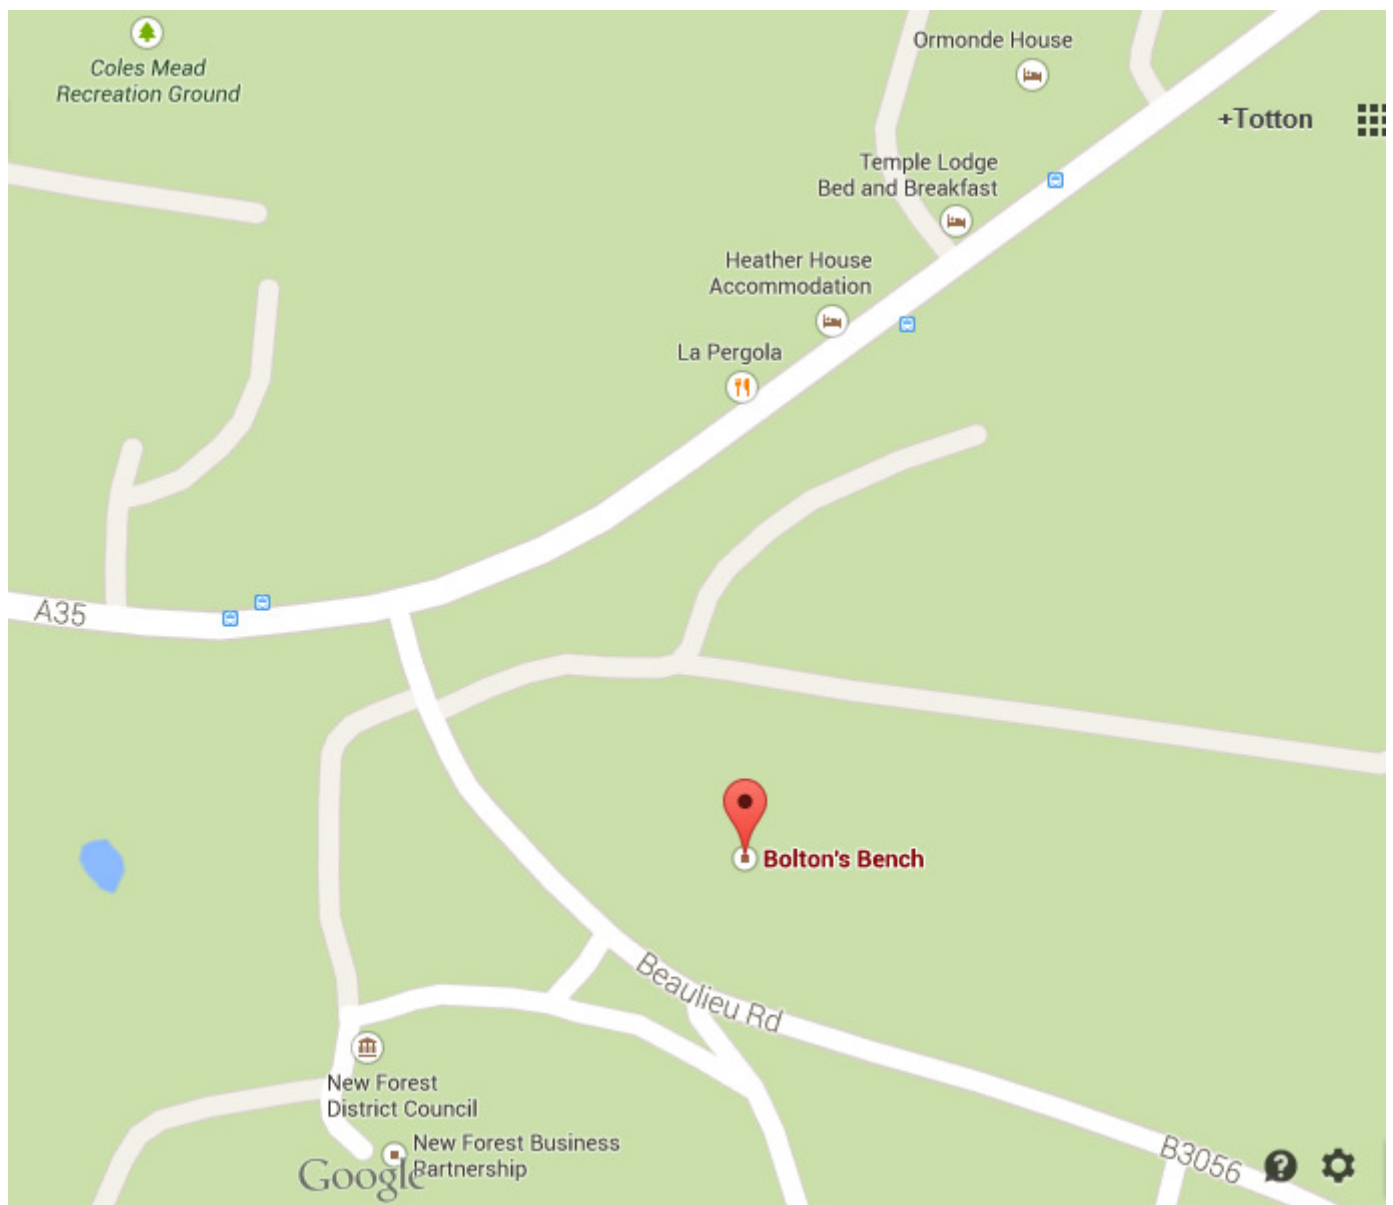 Ormonde House
Coles Mead
Recreation Ground
+Totton
Temple Lodge
Bed and Breakfast
Heather House
Accommodation
La Pergola
A35
Bolton's Bench
Beaulieu Rd
New Forest
District Council
New Forest Business
Partnership
B3056
Google